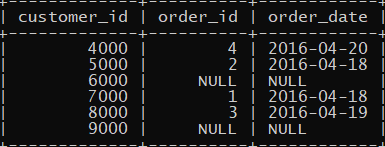 customer_id | order_id | order_date
4000 | 4 | 2016-04-20
5000 | 2 | 2016-04-18
6000 | NULL | NULL
7000 | 1 | 2016-04-18
8000 | 3 | 2016-04-19
9000 | NULL | NULL